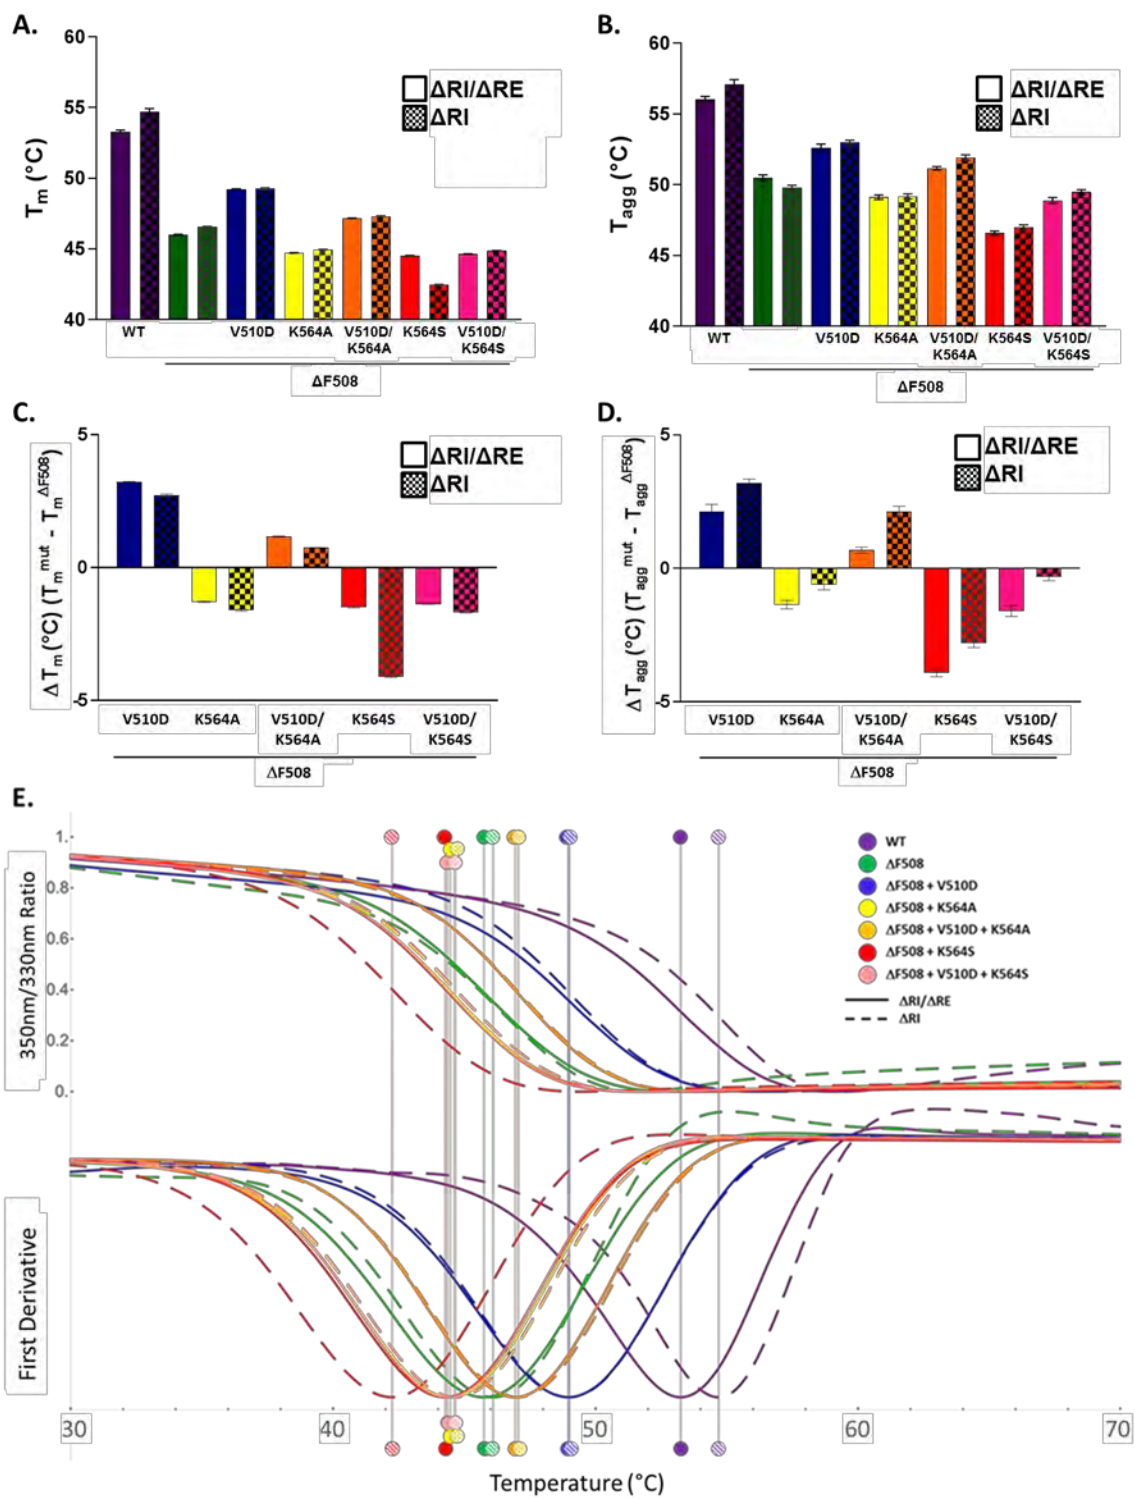 A.
60
55
50
45
40
Tm (°C)
ΔRI/ΔRE
ΔRI
WT
V510D
K564A
V510D/
K564A
K564S
V510D/
K564S
ΔF508
B.
60
55
50
45
40
Tagg (°C)
ΔRI/ΔRE
ΔRI
WT
V510D
K564A
V510D/
K564A
K564S
V510D/
K564S
ΔF508
C.
5
0
-5
Δ Tm (°C) (Tm mut - Tm ΔF508)
ΔRI/ΔRE
ΔRI
V510D
K564A
V510D/
K564A
K564S
V510D/
K564S
ΔF508
D.
5
0
-5
Δ Tagg (°C) (Tagg mut - Tagg ΔF508)
ΔRI/ΔRE
ΔRI
V510D
K564A
V510D/
K564A
K564S
V510D/
K564S
ΔF508
E.
1.
0.8
0.6
0.4
0.2
0.
350nm/330nm Ratio
WT
ΔF508
ΔF508 + V510D
ΔF508 + K564A
ΔF508 + V510D + K564A
ΔF508 + K564S
ΔF508 + V510D + K564S
ΔRI/ΔRE
ΔRI
First Derivative
30
40
50
60
70
Temperature (°C)